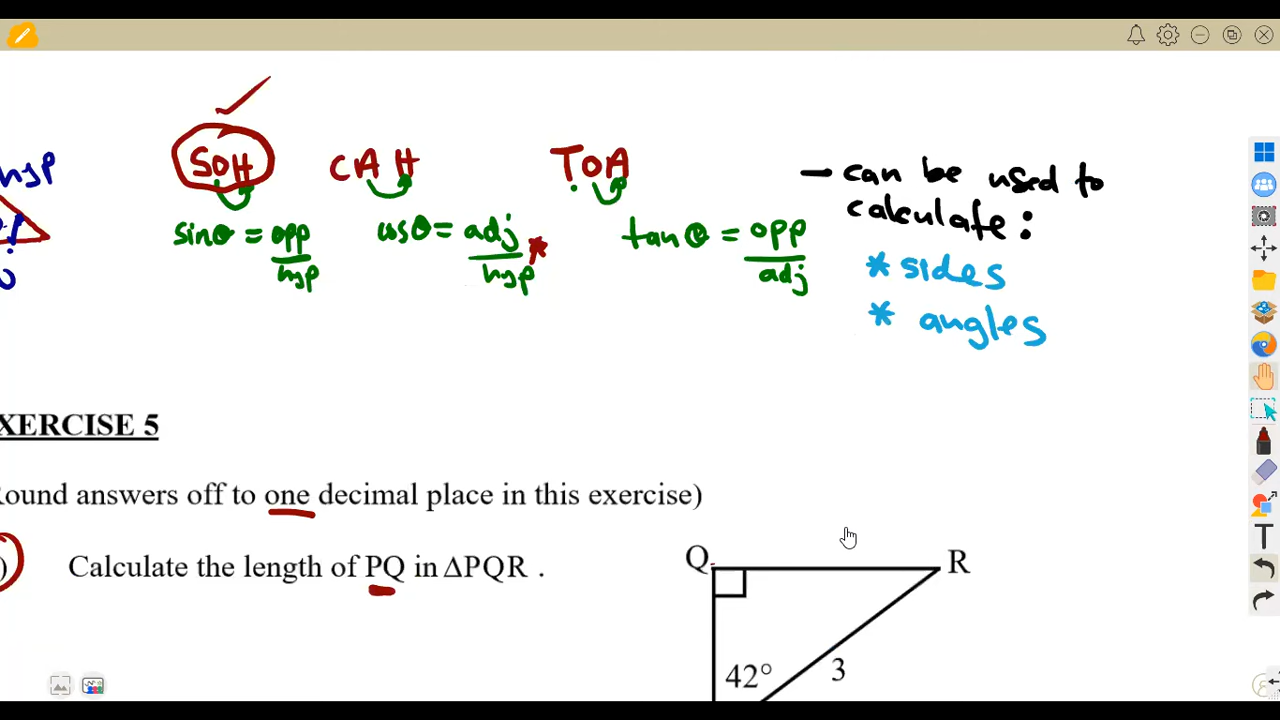 hyp
SOH CAH TOA
sinθ = opp/hyp cosθ = adj/hyp tanθ = opp/adj
– can be used to
calculate:
* sides
* angles
XERCISE 5
ound answers off to one decimal place in this exercise)
) Calculate the length of PQ in ΔPQR .
Q R
42° 3
T